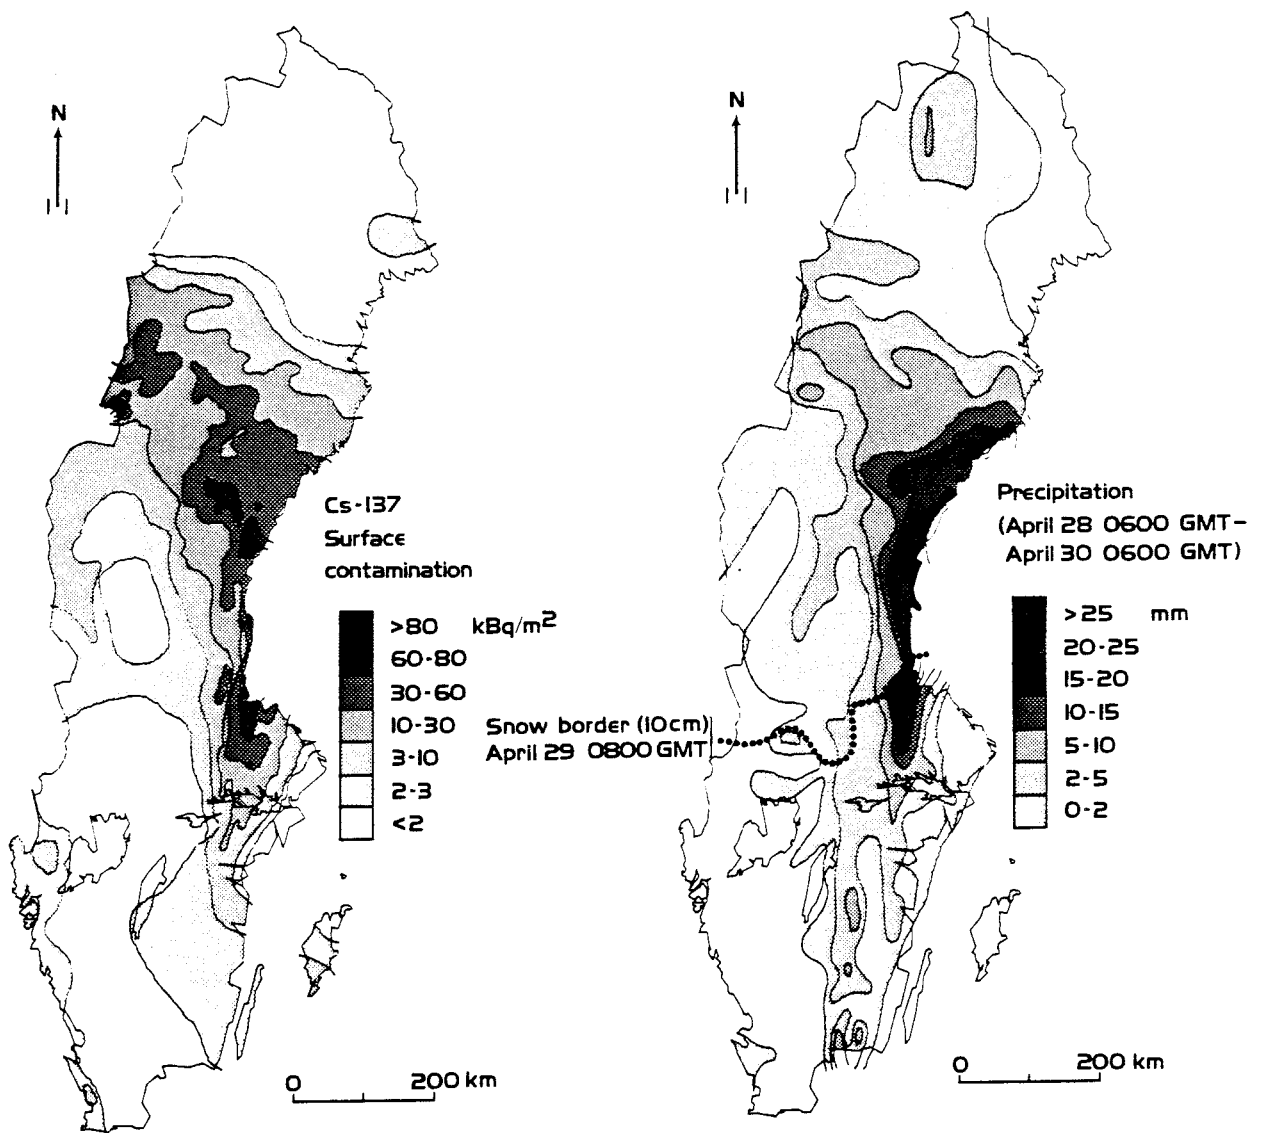 N
N
Cs-137
Surface
contamination
>80 kBq/m2
60-80
30-60
10-30
3-10
2-3
<2
Snow border (10cm)
April 29 0800 GMT
Precipitation
(April 28 0600 GMT-
April 30 0600 GMT)
>25 mm
20-25
15-20
10-15
5-10
2-5
0-2
0 200 km
0 200 km